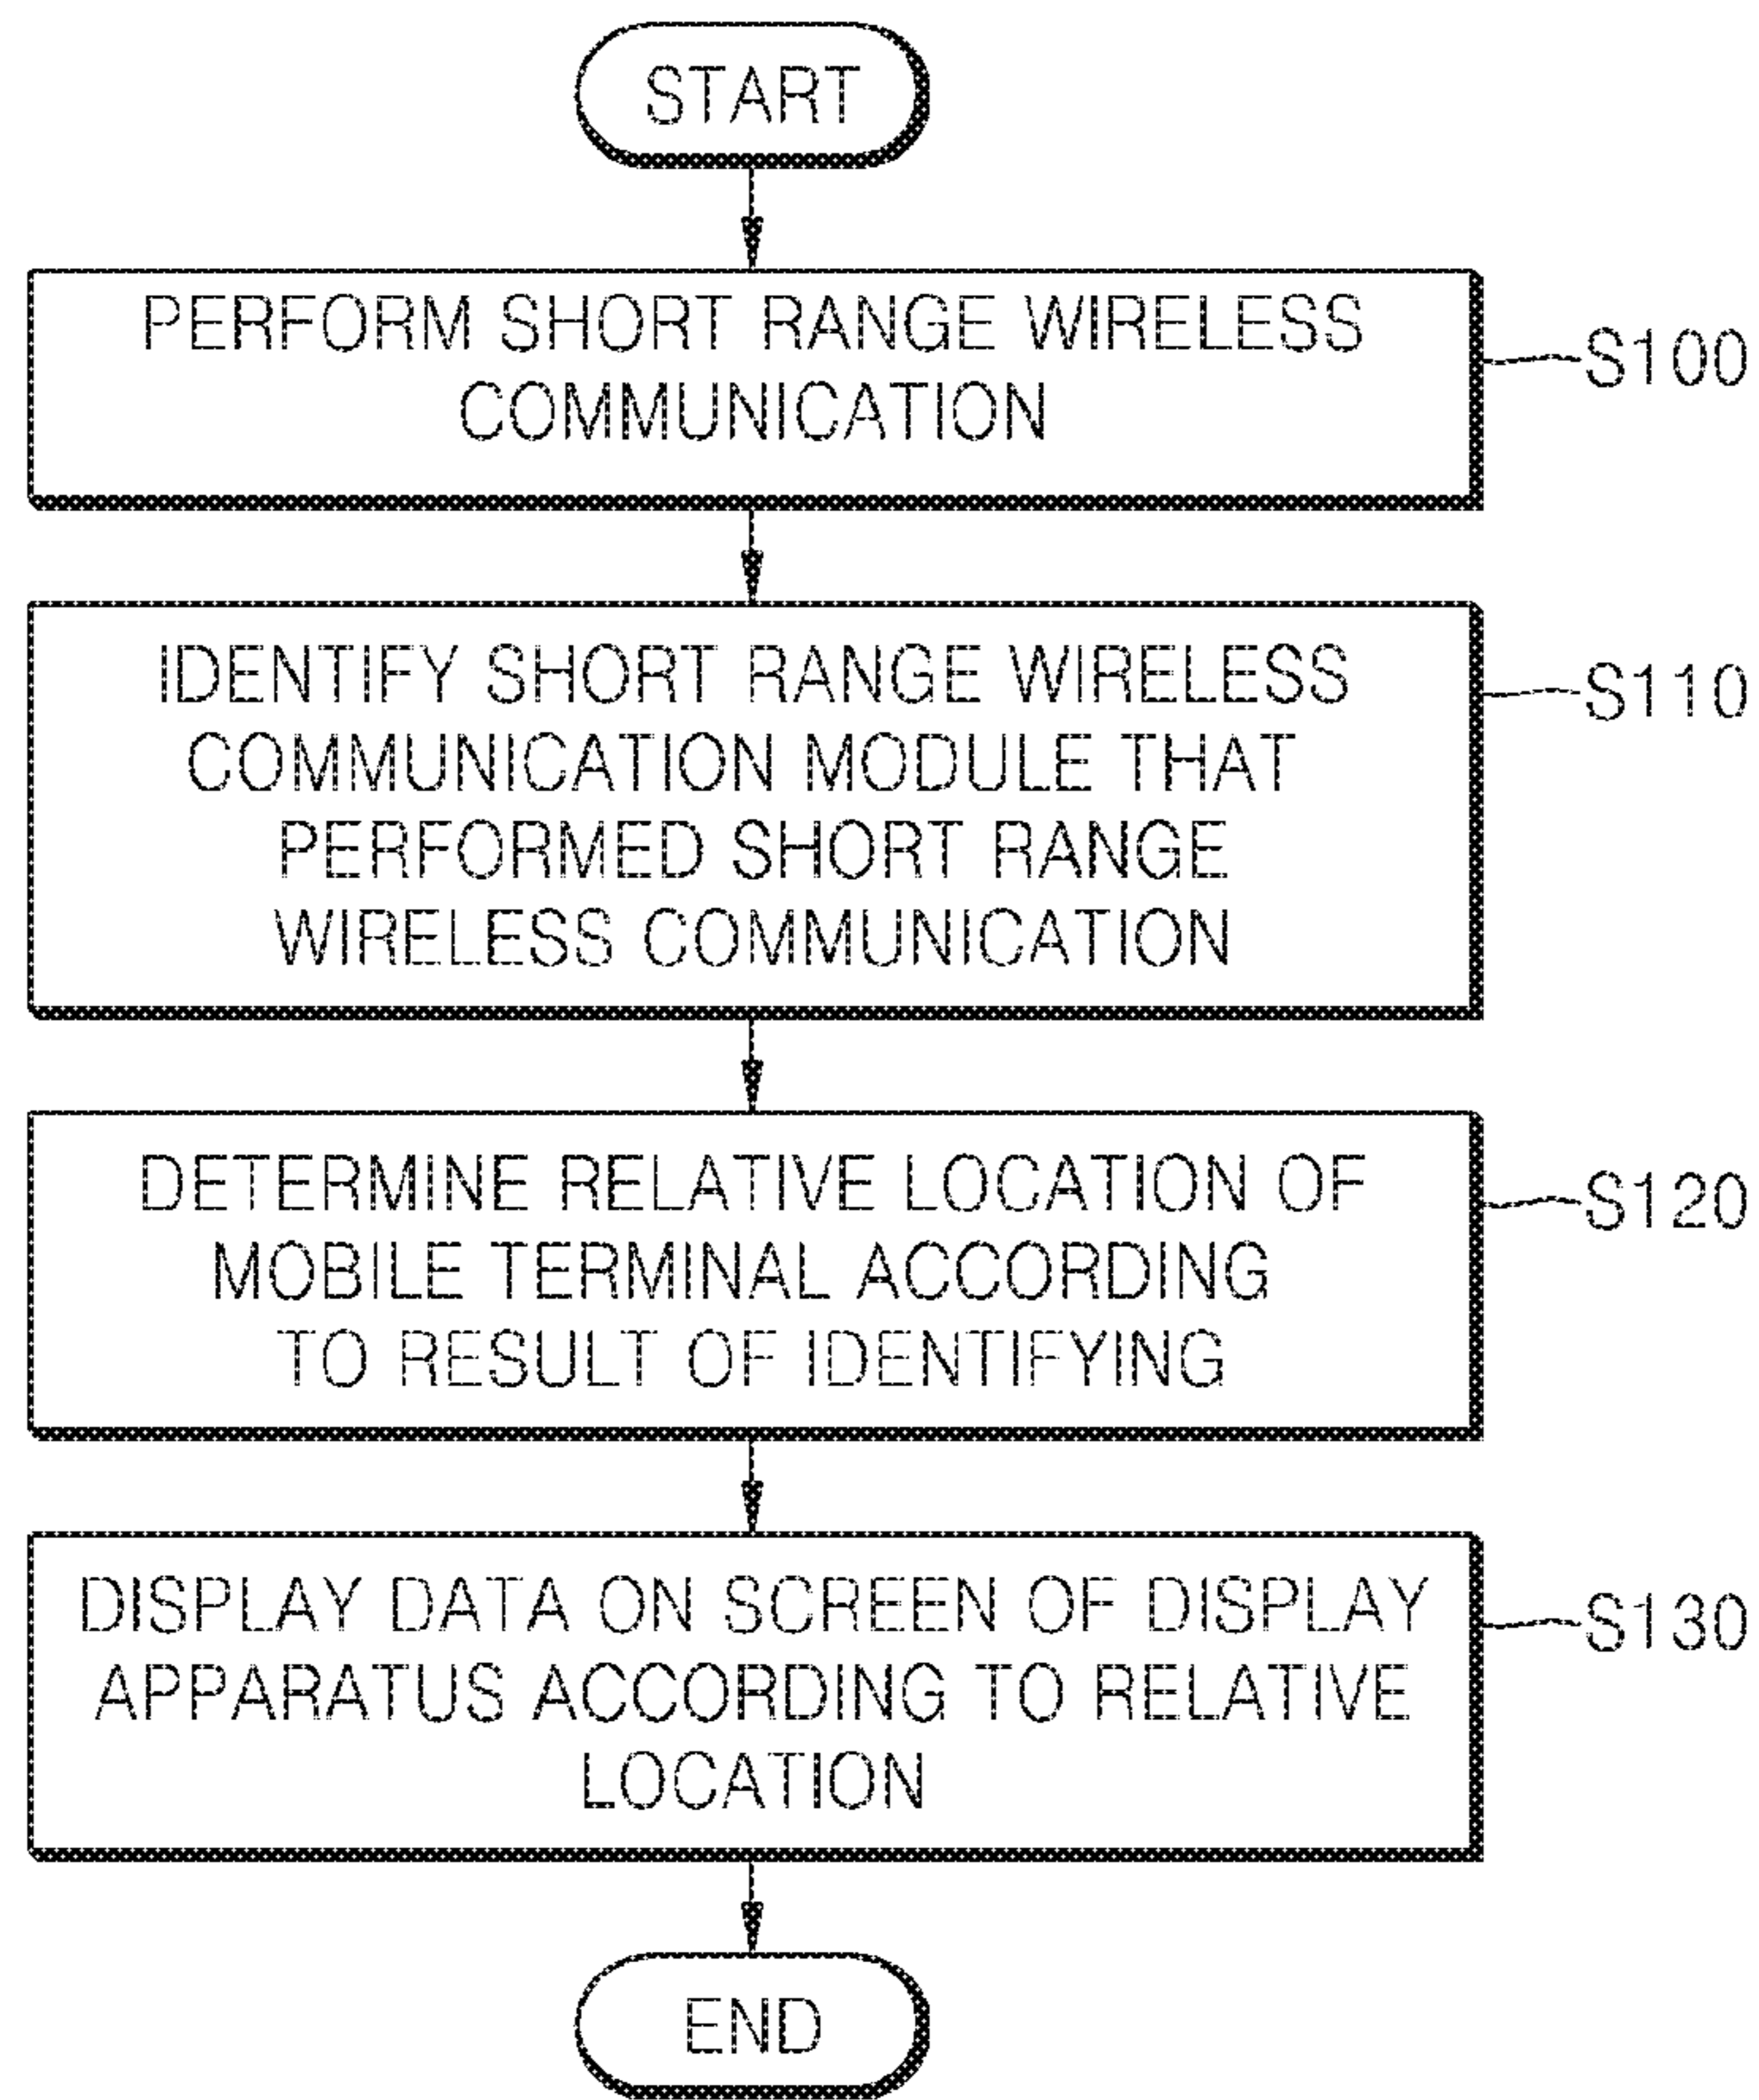 START
PERFORM SHORT RANGE WIRELESS
COMMUNICATION
S100
IDENTIFY SHORT RANGE WIRELESS
COMMUNICATION MODULE THAT
PERFORMED SHORT RANGE
WIRELESS COMMUNICATION
S110
DETERMINE RELATIVE LOCATION OF
MOBILE TERMINAL ACCORDING
TO RESULT OF IDENTIFYING
S120
DISPLAY DATA ON SCREEN OF DISPLAY
APPARATUS ACCORDING TO RELATIVE
LOCATION
S130
END